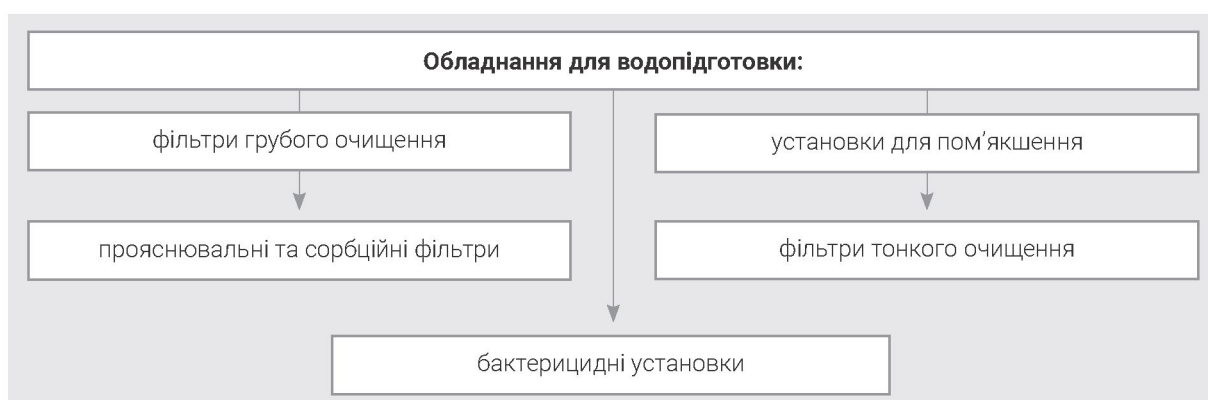 Обладнання для водопідготовки:
фільтри грубого очищення
установки для пом’якшення
прояснювальні та сорбційні фільтри
фільтри тонкого очищення
бактерицидні установки